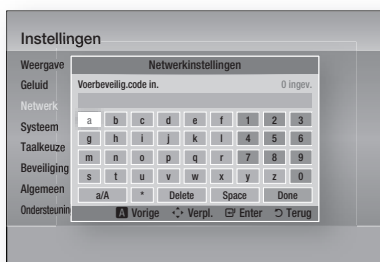 Instellingen
Weergave
Netwerkinstellingen
Geluid
Voerbeveilig.code in. 0 ingev.
Netwerk
a b c d e f 1 2 3
Systeem
g h i j k l 4 5 6
Taalkeuze
m n o p q r 7 8 9
Beveiliging
s t u v w x y z 0
Algemeen
a/A * Delete Space Done
Ondersteunin
A Vorige Verpl. Enter Terug